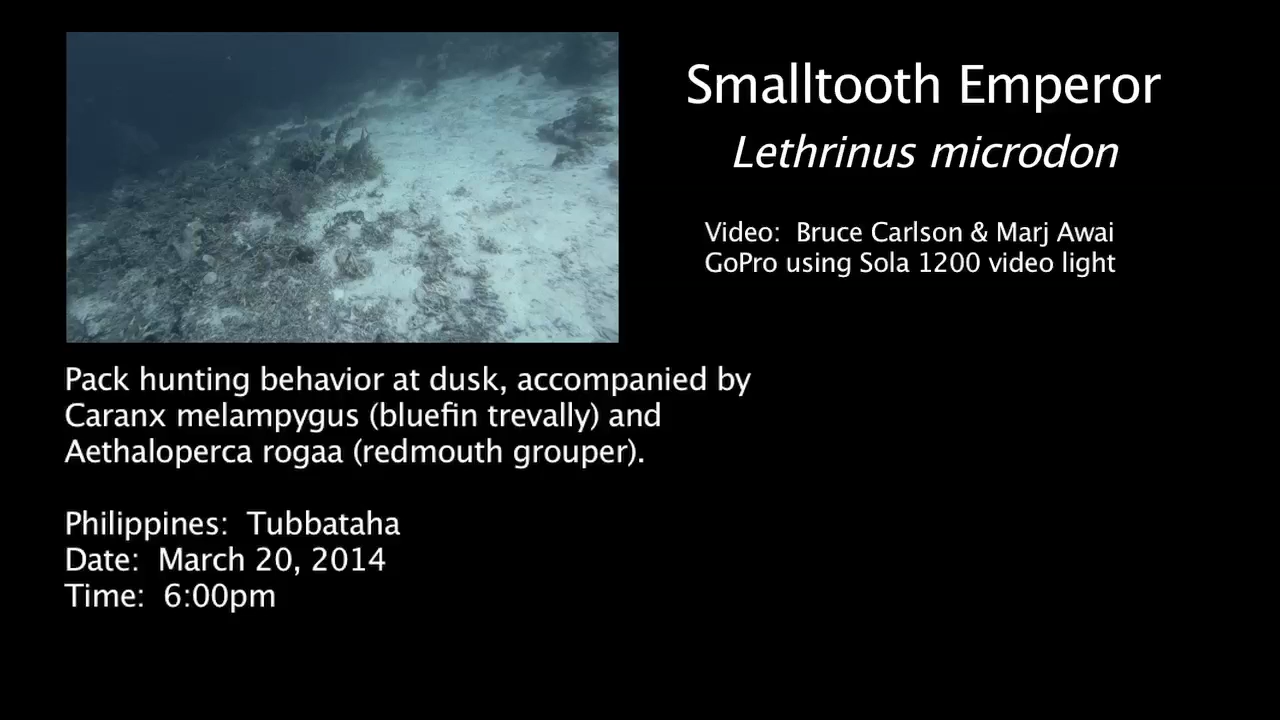 Smalltooth Emperor
Lethrinus microdon
Video: Bruce Carlson & Marj Awai
GoPro using Sola 1200 video light
Pack hunting behavior at dusk, accompanied by
Caranx melampygus (bluefin trevally) and
Aethaloperca rogaa (redmouth grouper).
Philippines: Tubbataha
Date: March 20, 2014
Time: 6:00pm